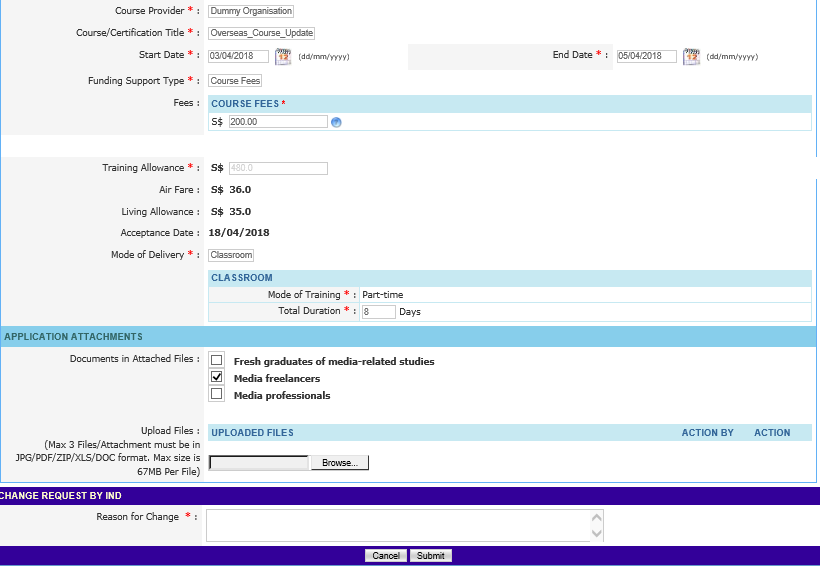 Course Provider * : Dummy Organisation
Course/Certification Title * : Overseas_Course_Update
Start Date * : 03/04/2018 12 (dd/mm/yyyy) End Date * : 05/04/2018 12 (dd/mm/yyyy)
Funding Support Type * : Course Fees
Fees : COURSE FEES *
S$ 200.00
Training Allowance * : S$ 480.0
Air Fare : S$ 36.0
Living Allowance : S$ 35.0
Acceptance Date : 18/04/2018
Mode of Delivery * : Classroom
CLASSROOM
Mode of Training * : Part-time
Total Duration * : 8 Days
APPLICATION ATTACHMENTS
Documents in Attached Files : Fresh graduates of media-related studies
Media freelancers
Media professionals
Upload Files : UPLOADED FILES ACTION BY ACTION
(Max 3 Files/Attachment must be in
JPG/PDF/ZIP/XLS/DOC format. Max size is
67MB Per File) Browse...
CHANGE REQUEST BY IND
Reason for Change * :
Cancel Submit